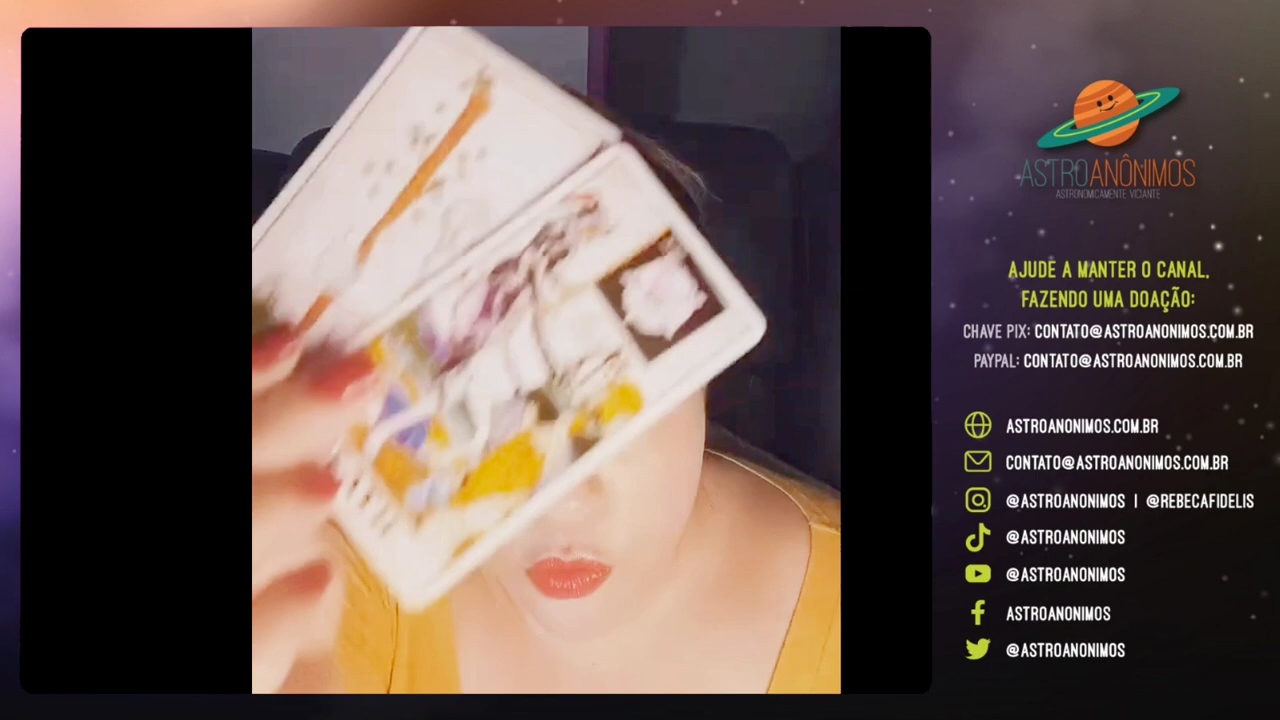 ASTROANÔNIMOS
ASTRONOMICAMENTE VICIANTE
AJUDE A MANTER O CANAL,
FAZENDO UMA DOAÇÃO:
CHAVE PIX: CONTATO@ASTROANONIMOS.COM.BR
PAYPAL: CONTATO@ASTROANONIMOS.COM.BR
ASTROANONIMOS.COM.BR
CONTATO@ASTROANONIMOS.COM.BR
@ASTROANONIMOS | @REBECAFIDELIS
@ASTROANONIMOS
@ASTROANONIMOS
ASTROANONIMOS
@ASTROANONIMOS